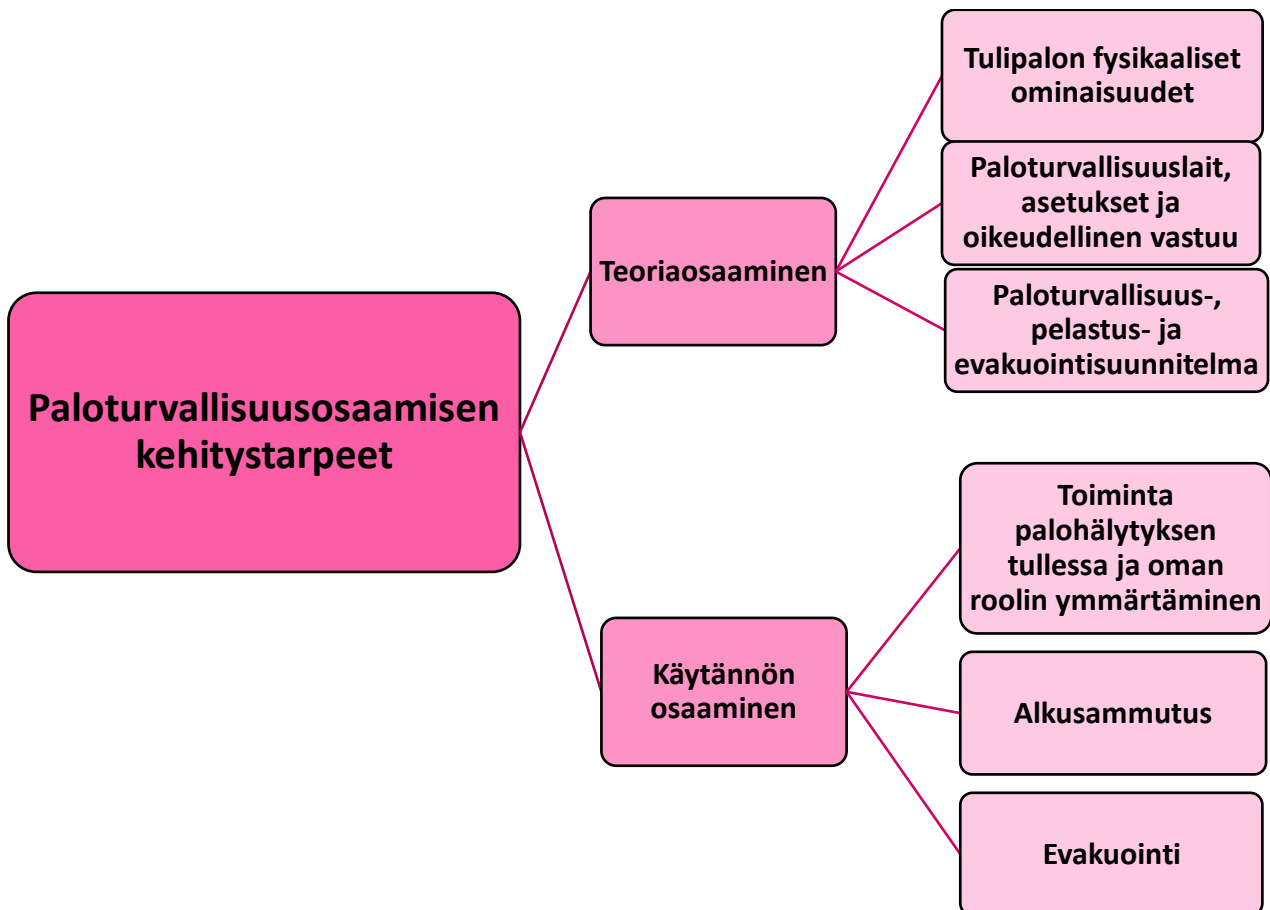 Tulipalon fysikaaliset
ominaisuudet
Paloturvallisuuslait,
asetukset ja
oikeudellinen vastuu
Teoriaosaaminen
Paloturvallisuus-,
pelastus- ja
evakuointisuunnitelma
Paloturvallisuusosaamisen
kehitystarpeet
Toiminta
palohälytyksen
tullessa ja oman
roolin ymmärtäminen
Käytännön
osaaminen
Alkusammutus
Evakuointi